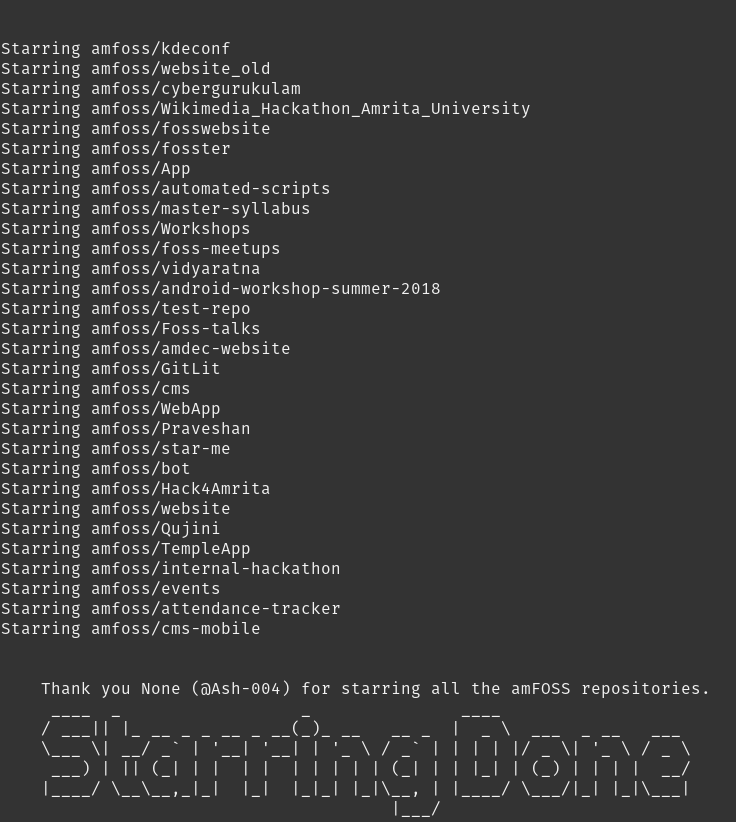 Starring amfoss/kdeconf
Starring amfoss/website_old
Starring amfoss/cybergurukulam
Starring amfoss/Wikimedia_Hackathon_Amrita_University
Starring amfoss/fosswebsite
Starring amfoss/fosster
Starring amfoss/App
Starring amfoss/automated-scripts
Starring amfoss/master-syllabus
Starring amfoss/Workshops
Starring amfoss/foss-meetups
Starring amfoss/vidyaratna
Starring amfoss/android-workshop-summer-2018
Starring amfoss/test-repo
Starring amfoss/Foss-talks
Starring amfoss/amdec-website
Starring amfoss/GitLit
Starring amfoss/cms
Starring amfoss/WebApp
Starring amfoss/Praveshan
Starring amfoss/star-me
Starring amfoss/bot
Starring amfoss/Hack4Amrita
Starring amfoss/website
Starring amfoss/Qujini
Starring amfoss/TempleApp
Starring amfoss/internal-hackathon
Starring amfoss/events
Starring amfoss/attendance-tracker
Starring amfoss/cms-mobile
Thank you None (@Ash-004) for starring all the amFOSS repositories.
Starring Done